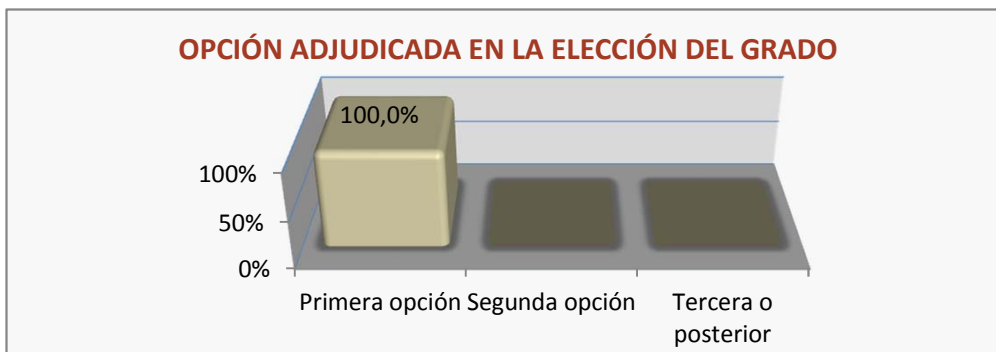 OPCIÓN ADJUDICADA EN LA ELECCIÓN DEL GRADO
100,0%
100%
50%
0%
Primera opción Segunda opción Tercera o
posterior